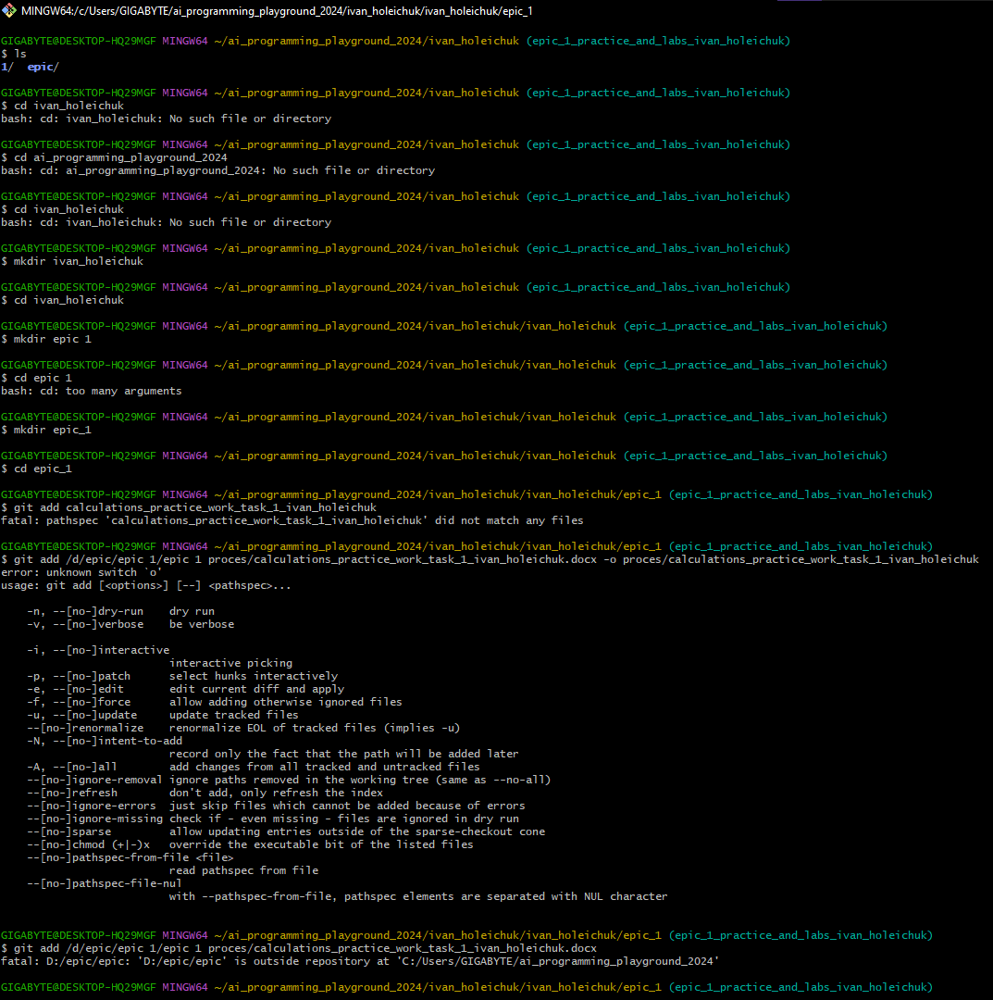 MINGW64:/c/Users/GIGABYTE/ai_programming_playground_2024/ivan_holeichuk/ivan_holeichuk/epic_1
GIGABYTE@DESKTOP-HQ29MGF MINGW64 ~/ai_programming_playground_2024/ivan_holeichuk (epic_1_practice_and_labs_ivan_holeichuk)
$ ls
1/  epic/
GIGABYTE@DESKTOP-HQ29MGF MINGW64 ~/ai_programming_playground_2024/ivan_holeichuk (epic_1_practice_and_labs_ivan_holeichuk)
$ cd ivan_holeichuk
bash: cd: ivan_holeichuk: No such file or directory
GIGABYTE@DESKTOP-HQ29MGF MINGW64 ~/ai_programming_playground_2024/ivan_holeichuk (epic_1_practice_and_labs_ivan_holeichuk)
$ cd ai_programming_playground_2024
bash: cd: ai_programming_playground_2024: No such file or directory
GIGABYTE@DESKTOP-HQ29MGF MINGW64 ~/ai_programming_playground_2024/ivan_holeichuk (epic_1_practice_and_labs_ivan_holeichuk)
$ cd ivan_holeichuk
bash: cd: ivan_holeichuk: No such file or directory
GIGABYTE@DESKTOP-HQ29MGF MINGW64 ~/ai_programming_playground_2024/ivan_holeichuk (epic_1_practice_and_labs_ivan_holeichuk)
$ mkdir ivan_holeichuk
GIGABYTE@DESKTOP-HQ29MGF MINGW64 ~/ai_programming_playground_2024/ivan_holeichuk (epic_1_practice_and_labs_ivan_holeichuk)
$ cd ivan_holeichuk
GIGABYTE@DESKTOP-HQ29MGF MINGW64 ~/ai_programming_playground_2024/ivan_holeichuk/ivan_holeichuk (epic_1_practice_and_labs_ivan_holeichuk)
$ mkdir epic 1
GIGABYTE@DESKTOP-HQ29MGF MINGW64 ~/ai_programming_playground_2024/ivan_holeichuk/ivan_holeichuk (epic_1_practice_and_labs_ivan_holeichuk)
$ cd epic 1
bash: cd: too many arguments
GIGABYTE@DESKTOP-HQ29MGF MINGW64 ~/ai_programming_playground_2024/ivan_holeichuk/ivan_holeichuk (epic_1_practice_and_labs_ivan_holeichuk)
$ mkdir epic_1
GIGABYTE@DESKTOP-HQ29MGF MINGW64 ~/ai_programming_playground_2024/ivan_holeichuk/ivan_holeichuk (epic_1_practice_and_labs_ivan_holeichuk)
$ cd epic_1
GIGABYTE@DESKTOP-HQ29MGF MINGW64 ~/ai_programming_playground_2024/ivan_holeichuk/ivan_holeichuk/epic_1 (epic_1_practice_and_labs_ivan_holeichuk)
$ git add calculations_practice_work_task_1_ivan_holeichuk
fatal: pathspec 'calculations_practice_work_task_1_ivan_holeichuk' did not match any files
GIGABYTE@DESKTOP-HQ29MGF MINGW64 ~/ai_programming_playground_2024/ivan_holeichuk/ivan_holeichuk/epic_1 (epic_1_practice_and_labs_ivan_holeichuk)
$ git add /d/epic/epic 1/epic 1 proces/calculations_practice_work_task_1_ivan_holeichuk.docx -o proces/calculations_practice_work_task_1_ivan_holeichuk
error: unknown switch `o'
usage: git add [<options>] [--] <pathspec>...
    -n, --[no-]dry-run    dry run
    -v, --[no-]verbose    be verbose
    -i, --[no-]interactive
                          interactive picking
    -p, --[no-]patch      select hunks interactively
    -e, --[no-]edit       edit current diff and apply
    -f, --[no-]force      allow adding otherwise ignored files
    -u, --[no-]update     update tracked files
    --[no-]renormalize    renormalize EOL of tracked files (implies -u)
    -N, --[no-]intent-to-add
                          record only the fact that the path will be added later
    -A, --[no-]all        add changes from all tracked and untracked files
    --[no-]ignore-removal ignore paths removed in the working tree (same as --no-all)
    --[no-]refresh        don't add, only refresh the index
    --[no-]ignore-errors  just skip files which cannot be added because of errors
    --[no-]ignore-missing check if - even missing - files are ignored in dry run
    --[no-]sparse         allow updating entries outside of the sparse-checkout cone
    --[no-]chmod (+|-)x   override the executable bit of the listed files
    --[no-]pathspec-from-file <file>
                          read pathspec from file
    --[no-]pathspec-file-nul
                          with --pathspec-from-file, pathspec elements are separated with NUL character
GIGABYTE@DESKTOP-HQ29MGF MINGW64 ~/ai_programming_playground_2024/ivan_holeichuk/ivan_holeichuk/epic_1 (epic_1_practice_and_labs_ivan_holeichuk)
$ git add /d/epic/epic 1/epic 1 proces/calculations_practice_work_task_1_ivan_holeichuk.docx
fatal: D:/epic/epic: 'D:/epic/epic' is outside repository at 'C:/Users/GIGABYTE/ai_programming_playground_2024'
GIGABYTE@DESKTOP-HQ29MGF MINGW64 ~/ai_programming_playground_2024/ivan_holeichuk/ivan_holeichuk/epic_1 (epic_1_practice_and_labs_ivan_holeichuk)